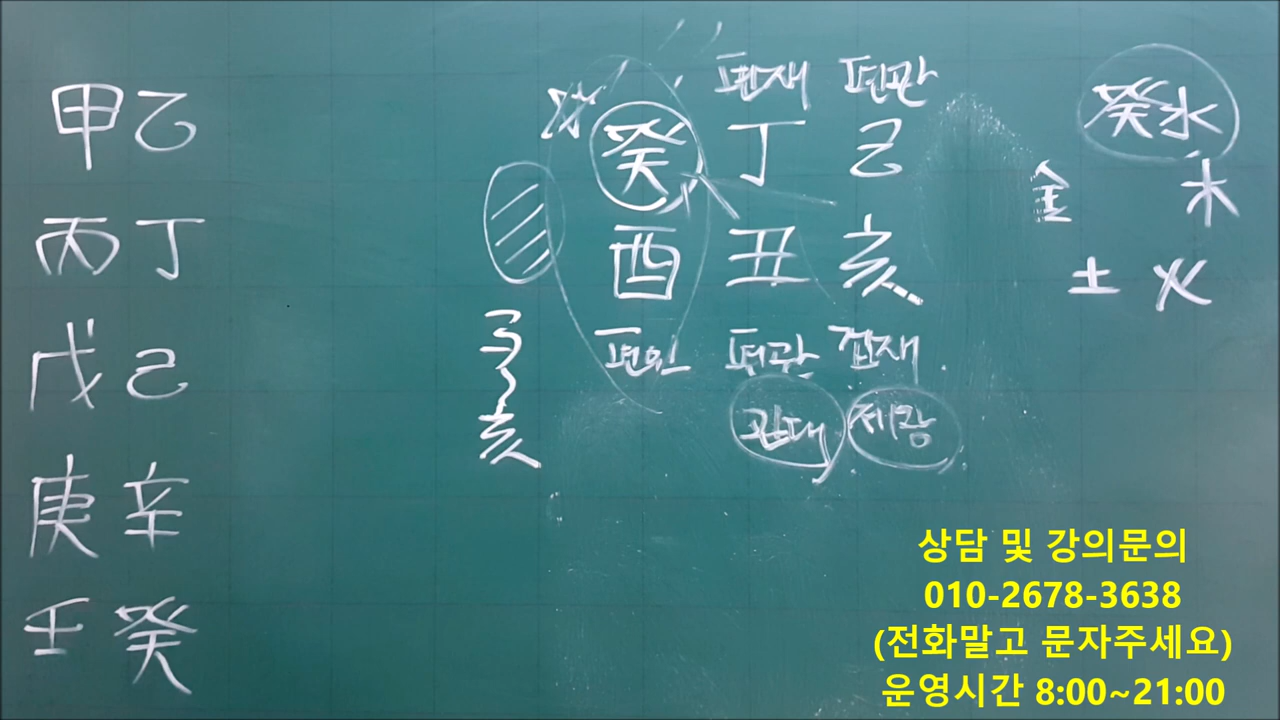 甲乙
丙丁
戊己
庚辛
壬癸
편재 편관
癸丁己
酉丑亥
편인 편관 겁재
관대 제왕
亥
癸水
金 木
土 火
상담 및 강의문의
010-2678-3638
(전화말고 문자주세요)
운영시간 8:00~21:00